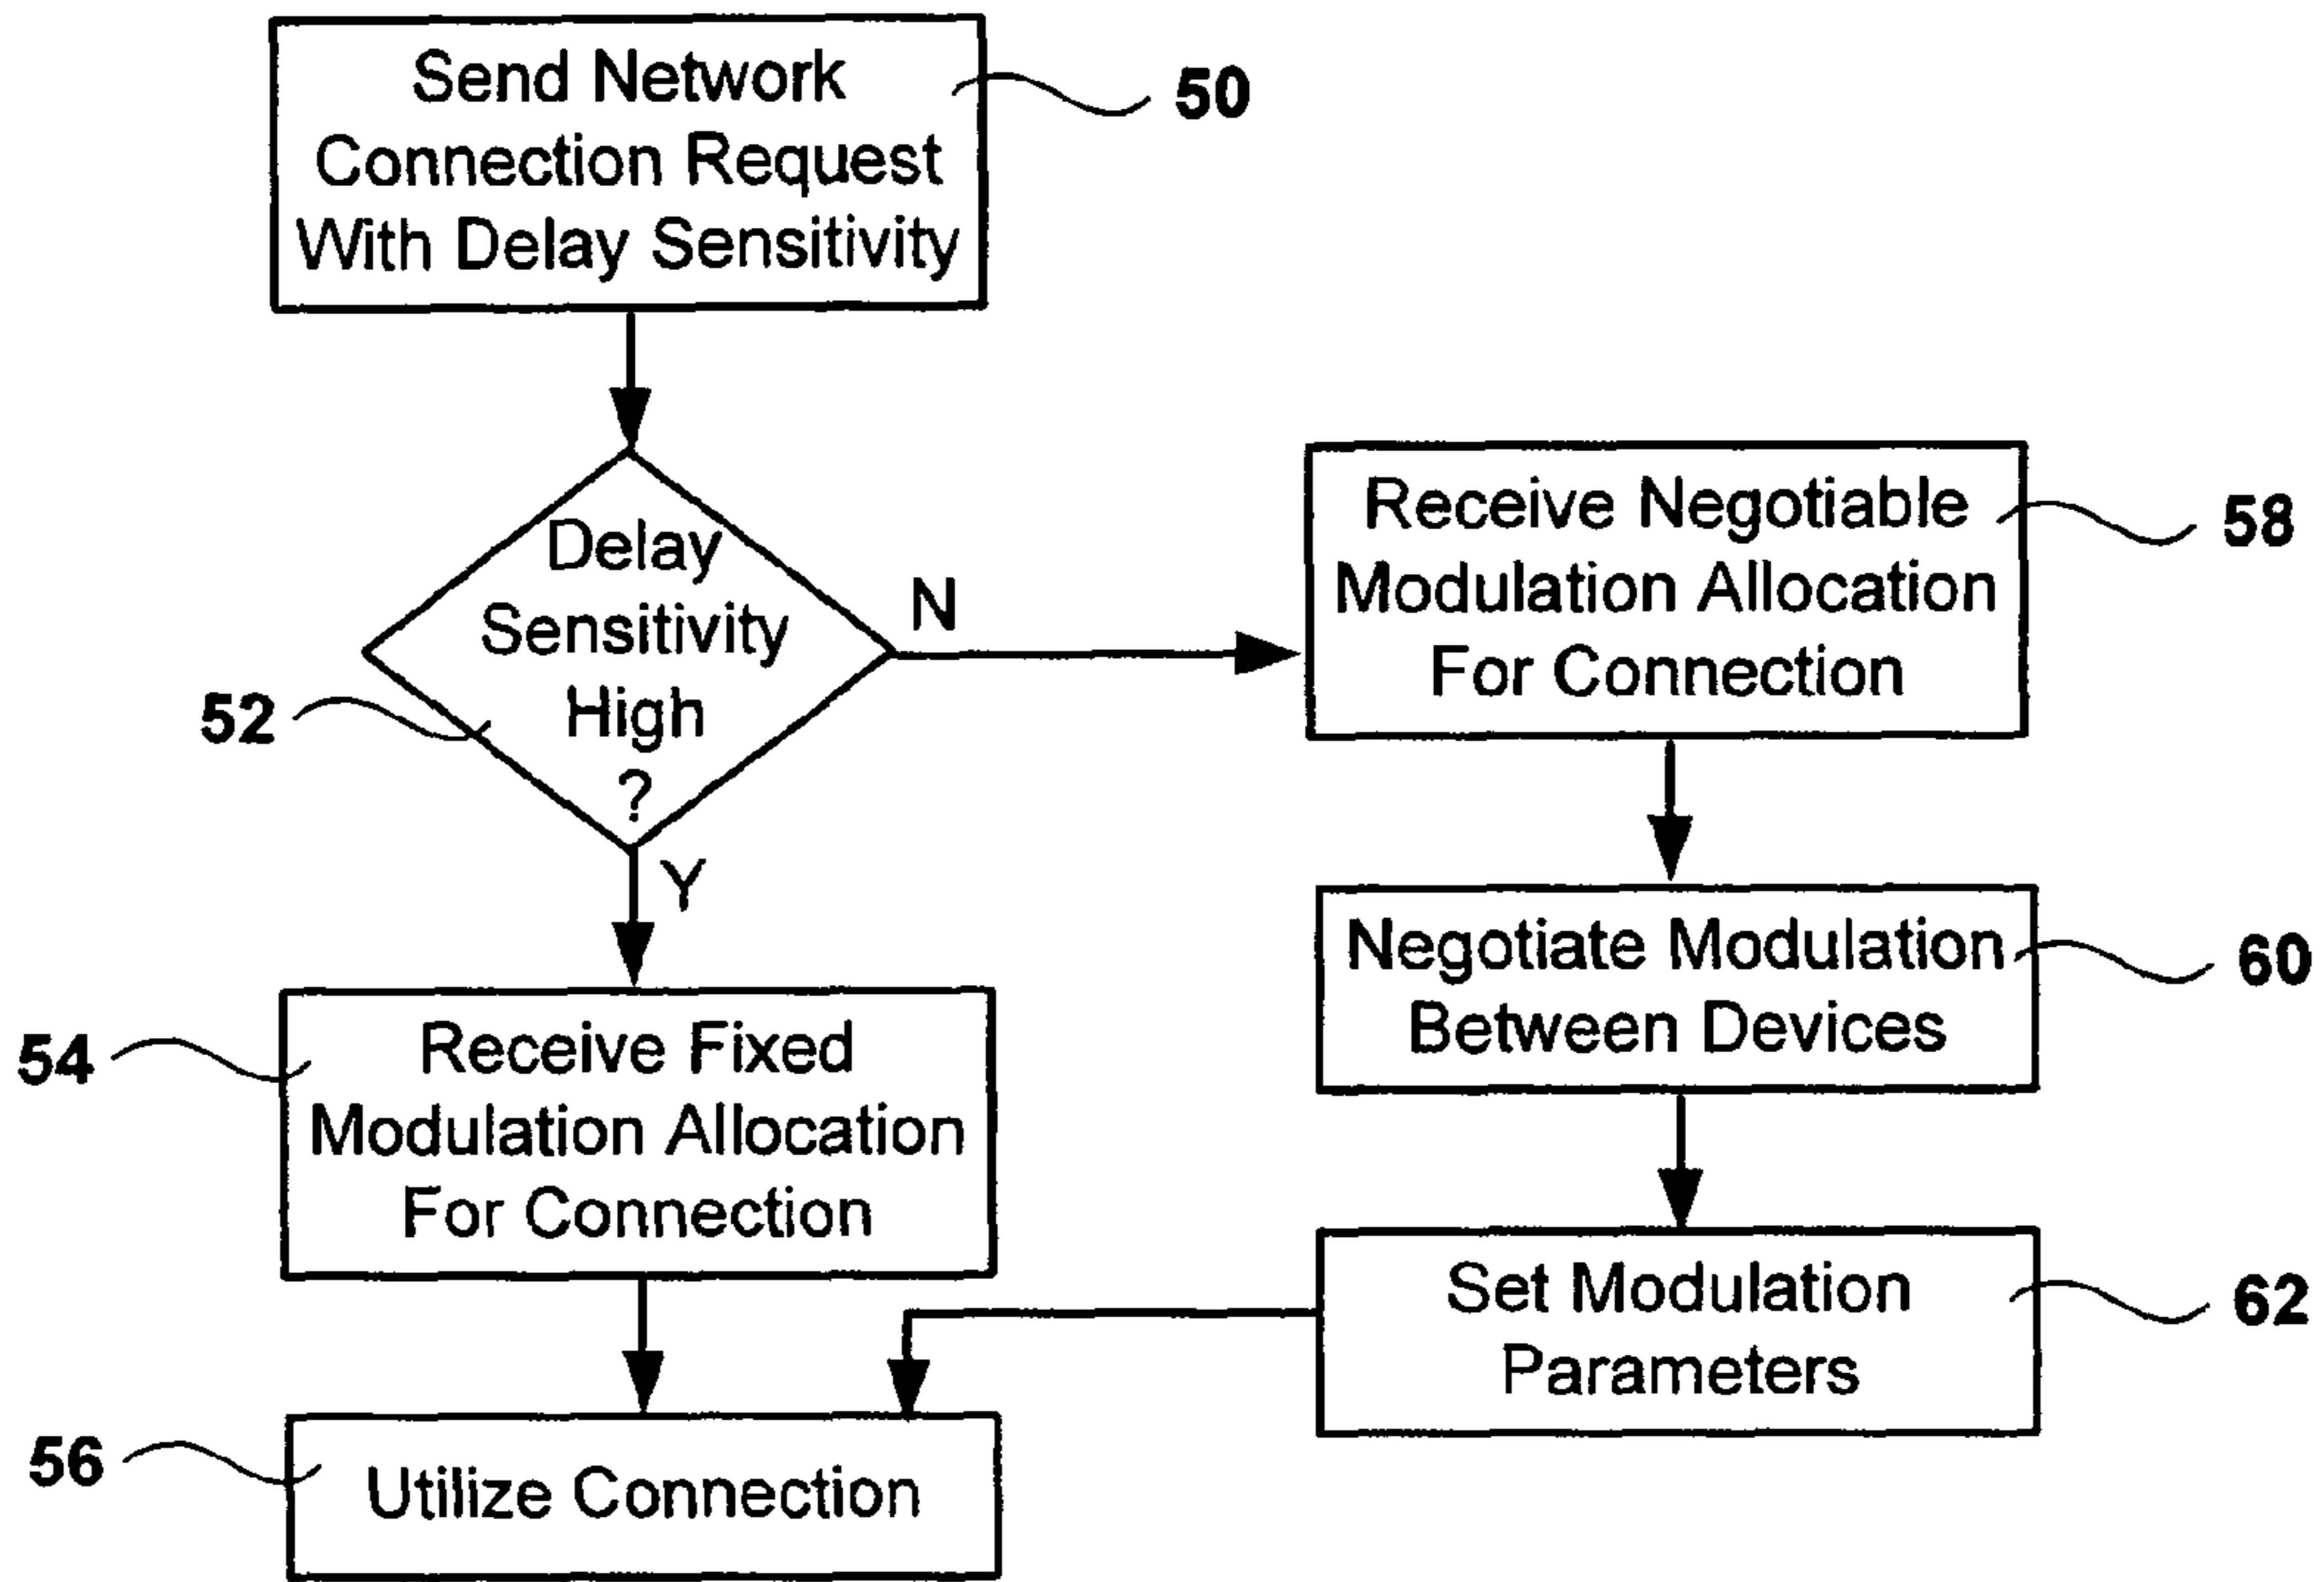 Send Network
Connection Request
With Delay Sensitivity
50
Delay
Sensitivity
High
?
52
N
Y
Receive Negotiable
Modulation Allocation
For Connection
58
Negotiate Modulation
Between Devices
60
Receive Fixed
Modulation Allocation
For Connection
54
Set Modulation
Parameters
62
Utilize Connection
56